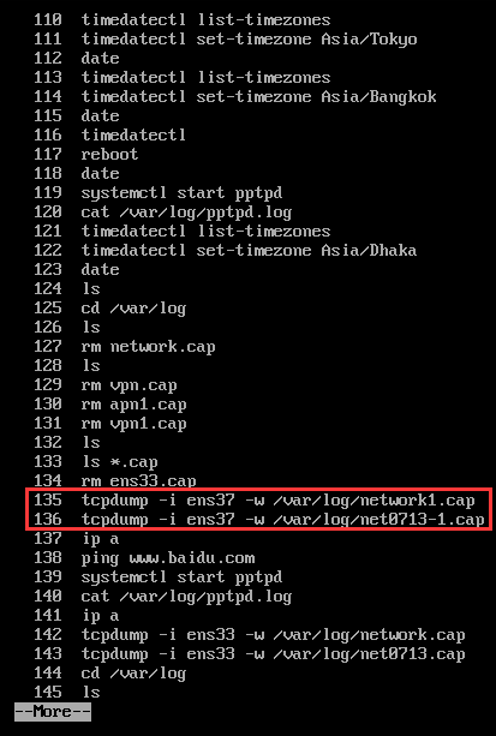 110 timedatectl list-timezones
111 timedatectl set-timezone Asia/Tokyo
112 date
113 timedatectl list-timezones
114 timedatectl set-timezone Asia/Bangkok
115 date
116 timedatectl
117 reboot
118 date
119 systemctl start pptpd
120 cat /var/log/pptpd.log
121 timedatectl list-timezones
122 timedatectl set-timezone Asia/Dhaka
123 date
124 ls
125 cd /var/log
126 ls
127 rm network.cap
128 ls
129 rm vpn.cap
130 rm apn1.cap
131 rm vpn1.cap
132 ls
133 ls *.cap
134 rm ens33.cap
135 tcpdump -i ens37 -w /var/log/network1.cap
136 tcpdump -i ens37 -w /var/log/net0713-1.cap
137 ip a
138 ping www.baidu.com
139 systemctl start pptpd
140 cat /var/log/pptpd.log
141 ip a
142 tcpdump -i ens33 -w /var/log/network.cap
143 tcpdump -i ens33 -w /var/log/net0713.cap
144 cd /var/log
145 ls
--More--